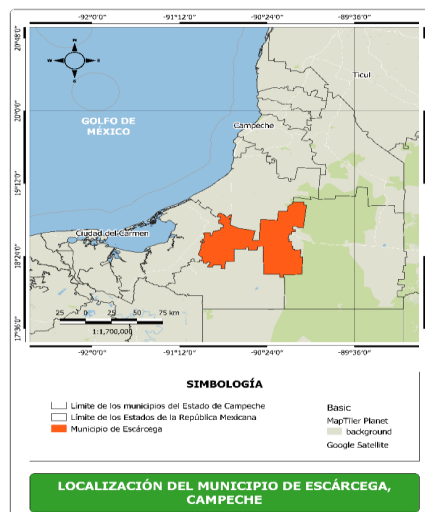 -92°0'0" -91°12'0" -90°24'0" -89°36'0"
20°48'0"
N
W E
S
Ticul
20°0'0"
GOLFO DE
MÉXICO
Campeche
19°12'0"
Ciudad del Carmen
18°24'0"
25 0 25 50 75 km
1:1,700,000
17°36'0"
-92°0'0" -91°12'0" -90°24'0" -89°36'0"
SIMBOLOGÍA
Límite de los municipios del Estado de Campeche
Límite de los Estados de la República Mexicana
Municipio de Escárcega
Basic
MapTiler Planet
background
Google Satellite
LOCALIZACIÓN DEL MUNICIPIO DE ESCÁRCEGA,
CAMPECHE